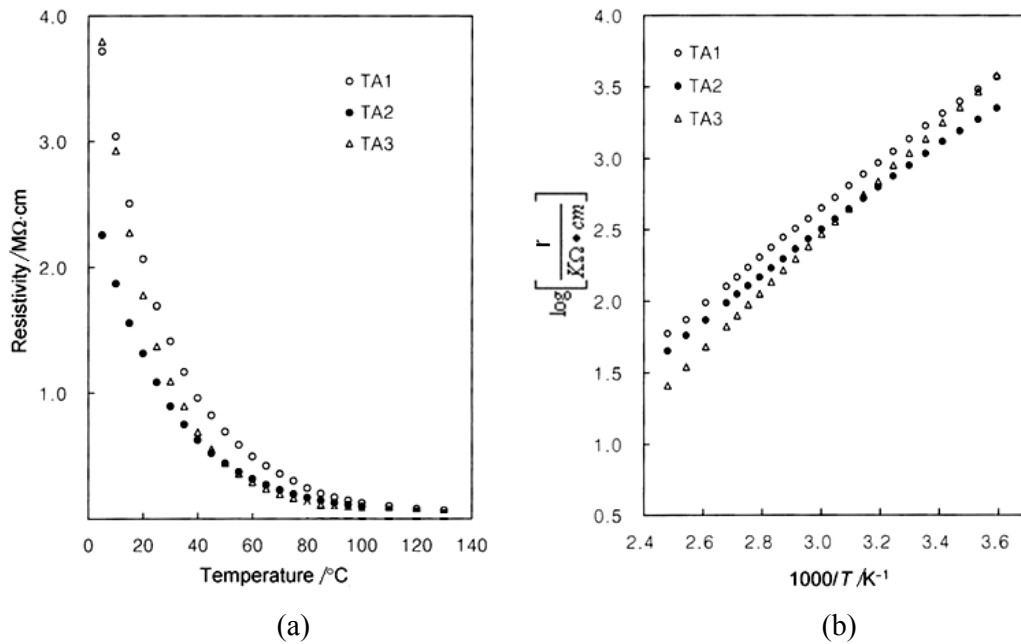 4.0
3.0
2.0
1.0
0
20
40
60
80
100
120
140
Resistivity /MΩ·cm
Temperature /°C
TA1
TA2
TA3
(a)
4.0
3.5
3.0
2.5
2.0
1.5
1.0
0.5
2.4
2.6
2.8
3.0
3.2
3.4
3.6
log [ r / KΩ • cm ]
1000/T /K⁻¹
TA1
TA2
TA3
(b)